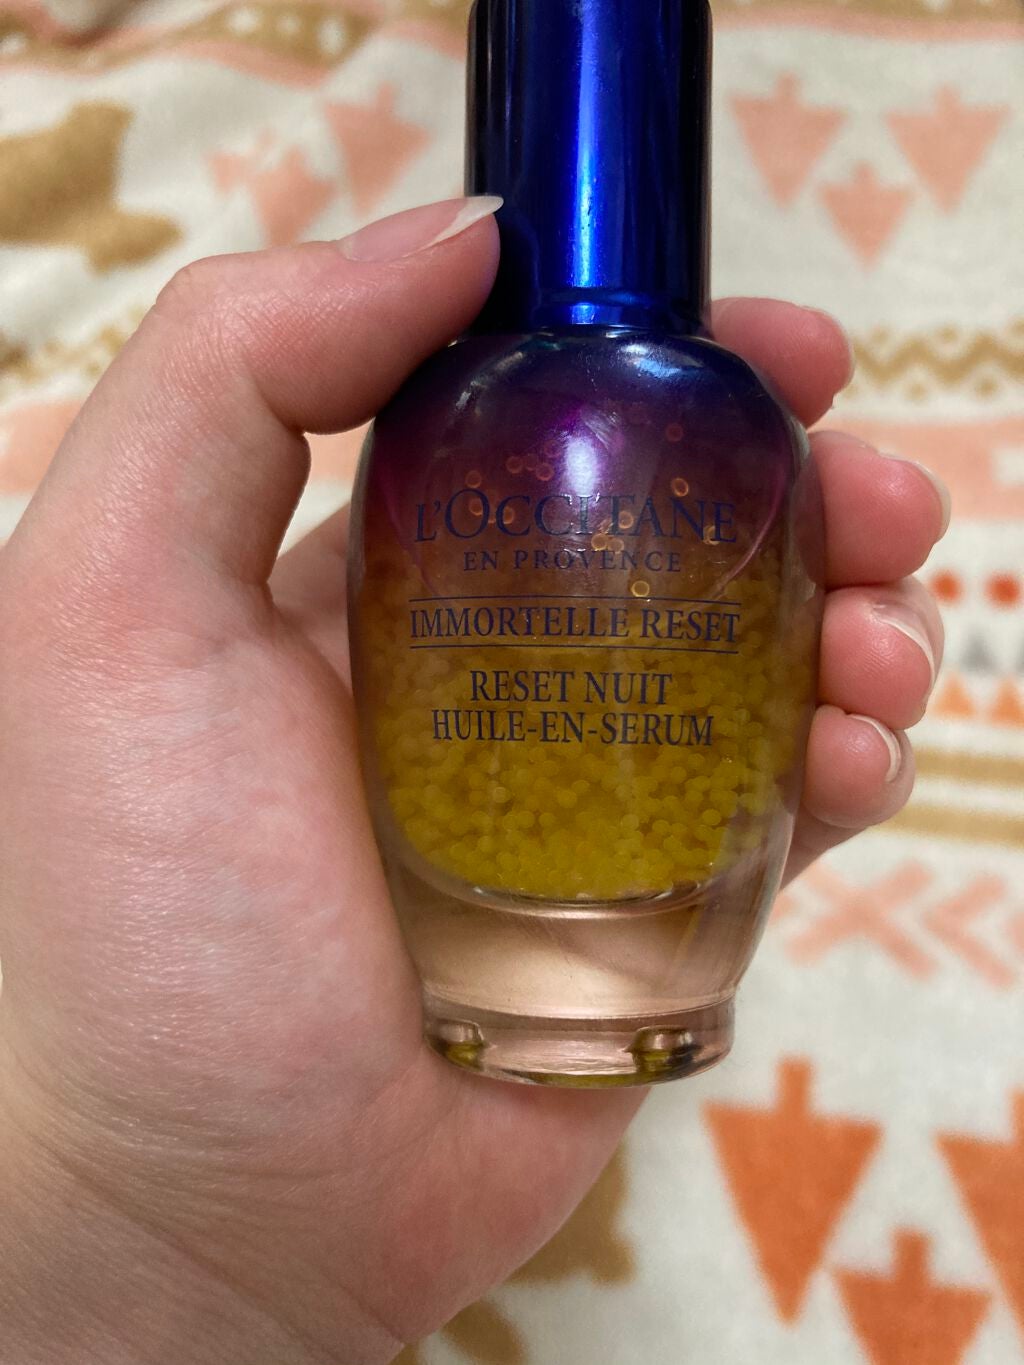 L'OCCITANE
EN PROVENCE
IMMORTELLE RESET
RESET NUIT
HUILE-EN-SERUM